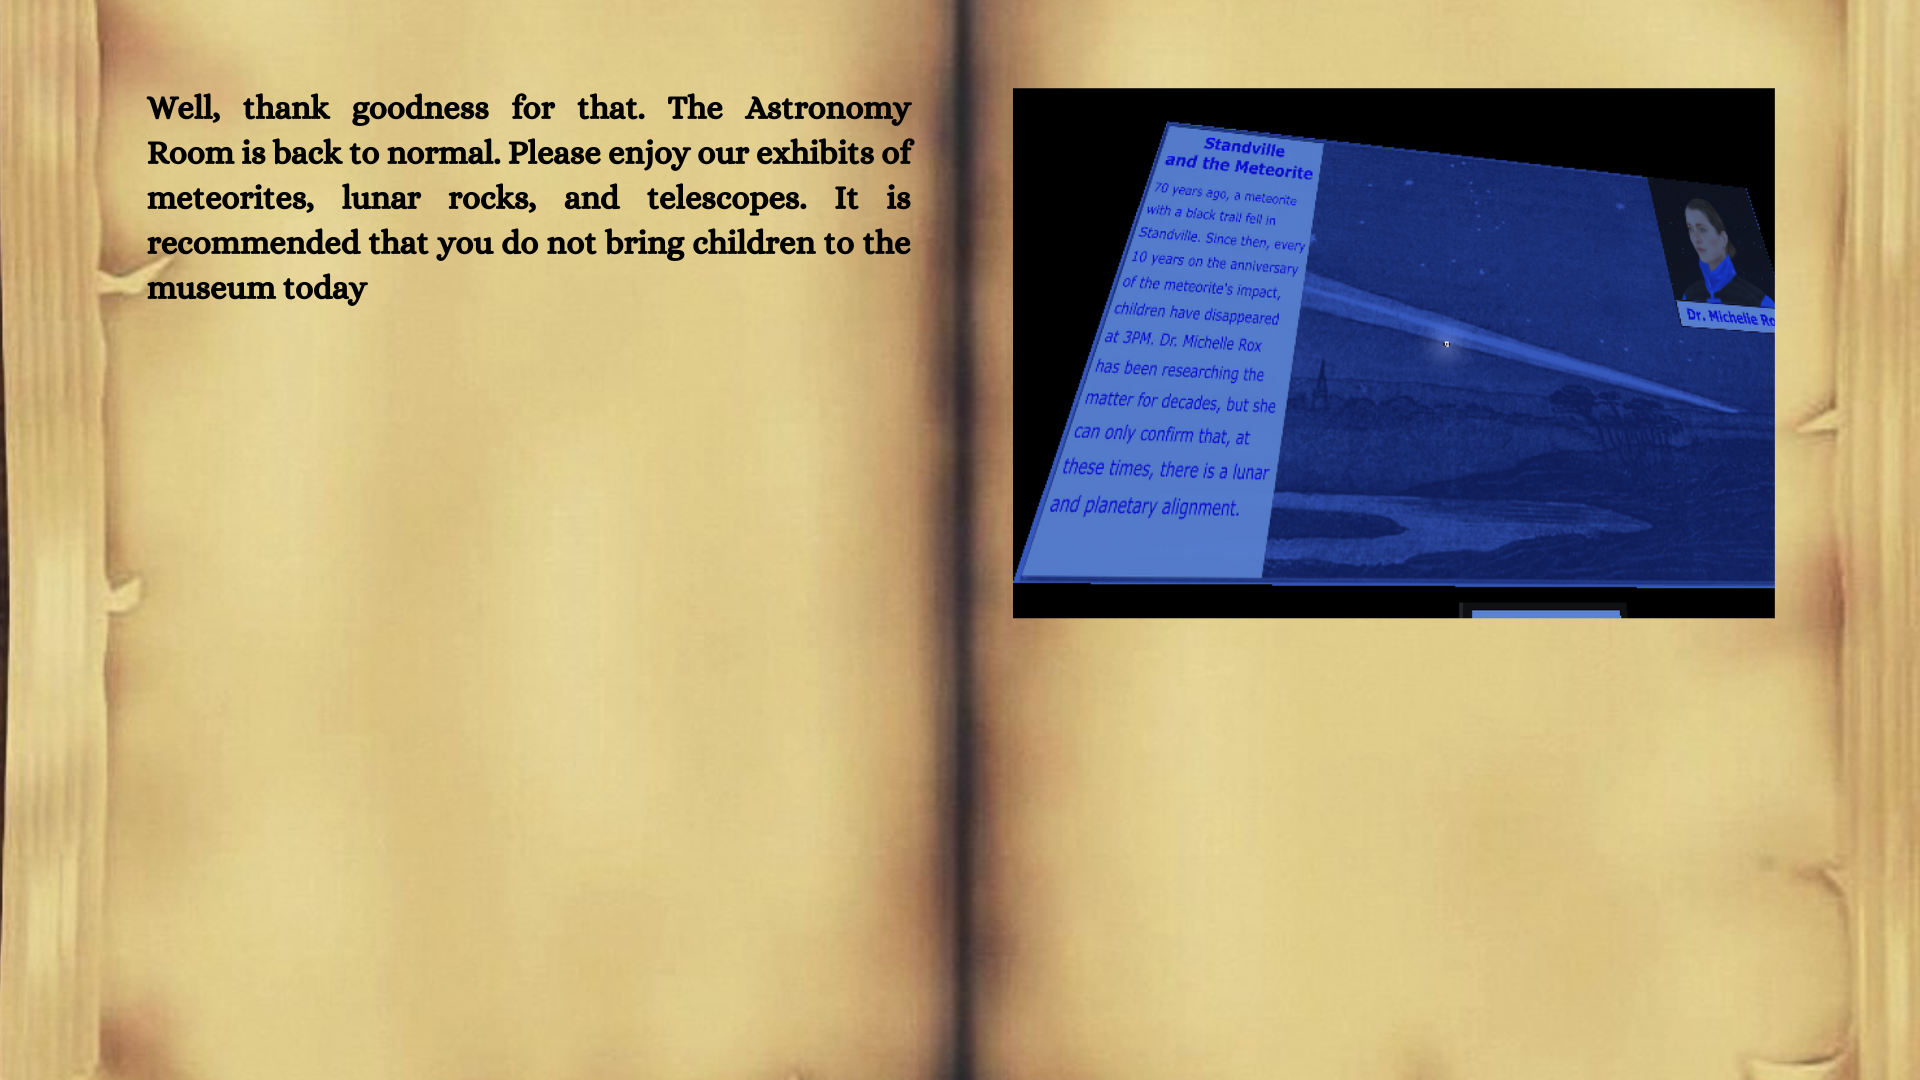 Well, thank goodness for that. The Astronomy
Room is back to normal. Please enjoy our exhibits of
meteorites, lunar rocks, and telescopes. It is
recommended that you do not bring children to the
museum today
Standville
and the Meteorite
70 years ago, a meteorite
with a black trail fell in
Standville. Since then, every
10 years on the anniversary
of the meteorite's impact,
children have disappeared
at 3PM. Dr. Michelle Rox
has been researching the
matter for decades, but she
can only confirm that, at
these times, there is a lunar
and planetary alignment.
Dr. Michelle Ro